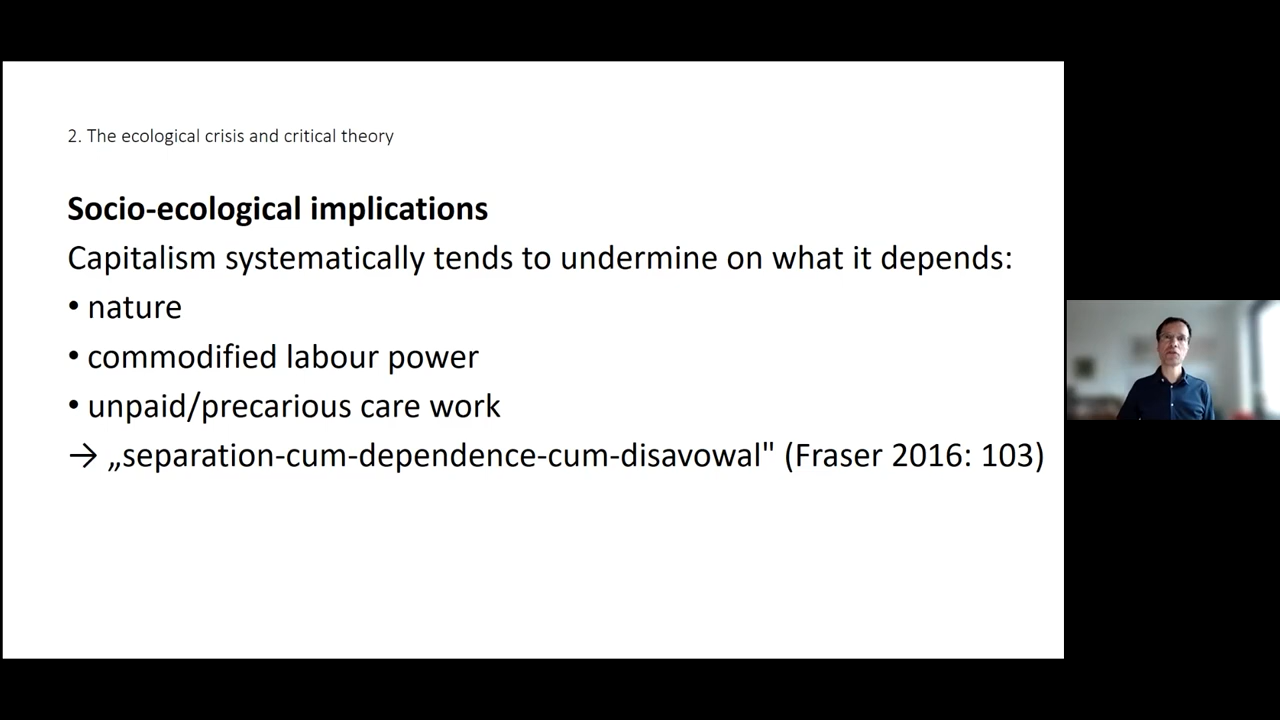 2. The ecological crisis and critical theory
Socio-ecological implications
Capitalism systematically tends to undermine on what it depends:
• nature
• commodified labour power
• unpaid/precarious care work
→ „separation-cum-dependence-cum-disavowal" (Fraser 2016: 103)